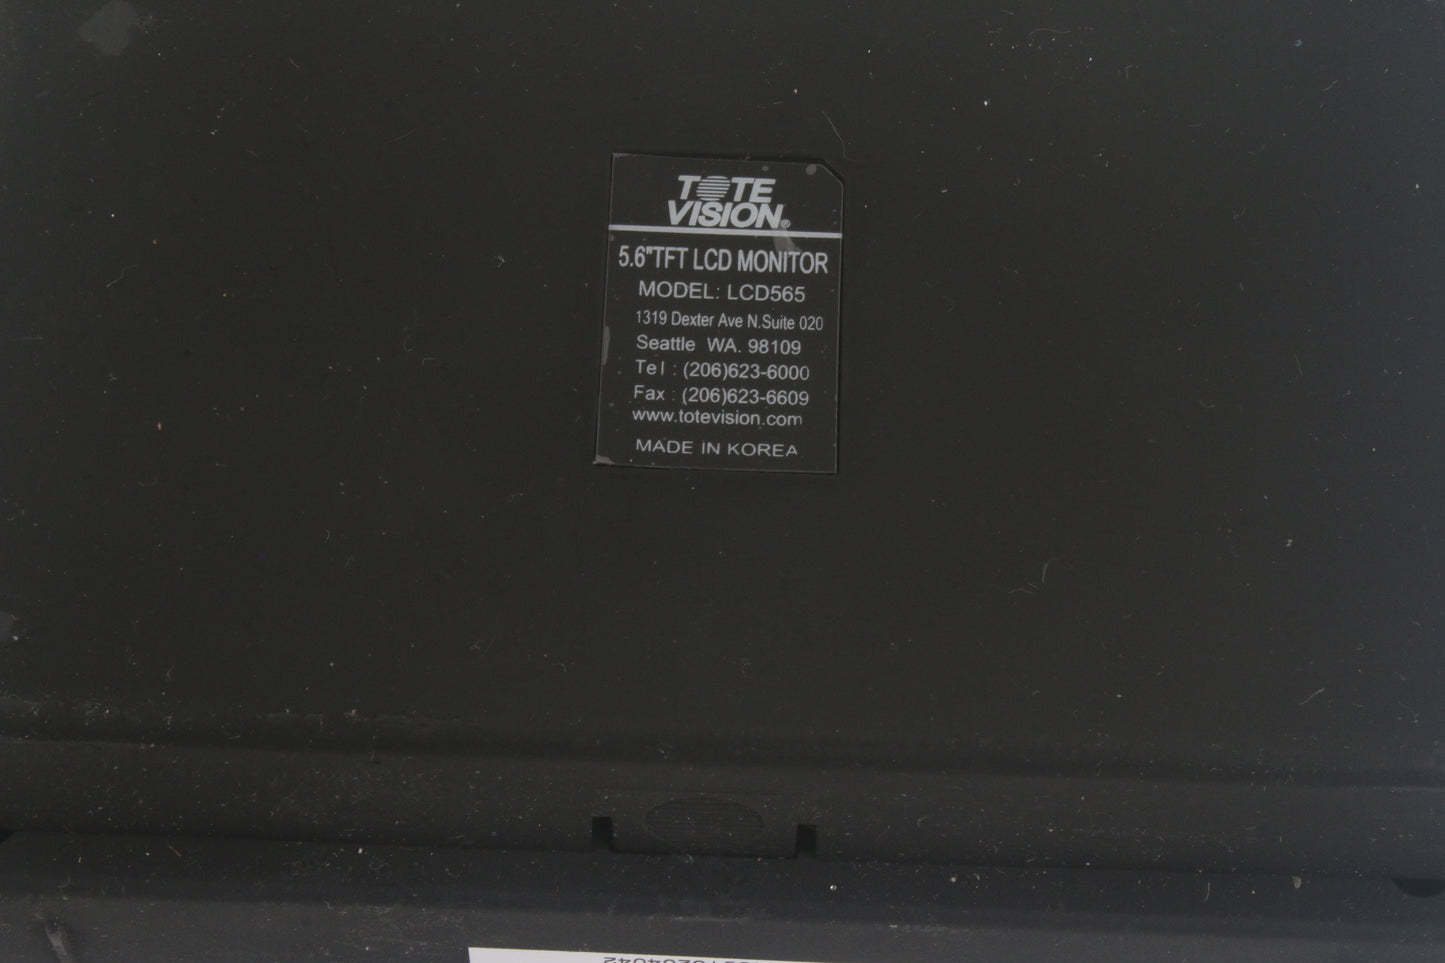 TOTE
VISION®
5.6"TFT LCD MONITOR
MODEL: LCD565
1319 Dexter Ave N.Suite 020
Seattle WA. 98109
Tel : (206)623-6000
Fax : (206)623-6609
www.totevision.com
MADE IN KOREA